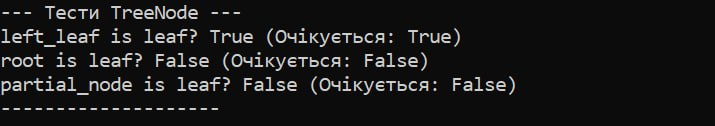 --- Тести TreeNode ---
left_leaf is leaf? True (Очікується: True)
root is leaf? False (Очікується: False)
partial_node is leaf? False (Очікується: False)
--------------------